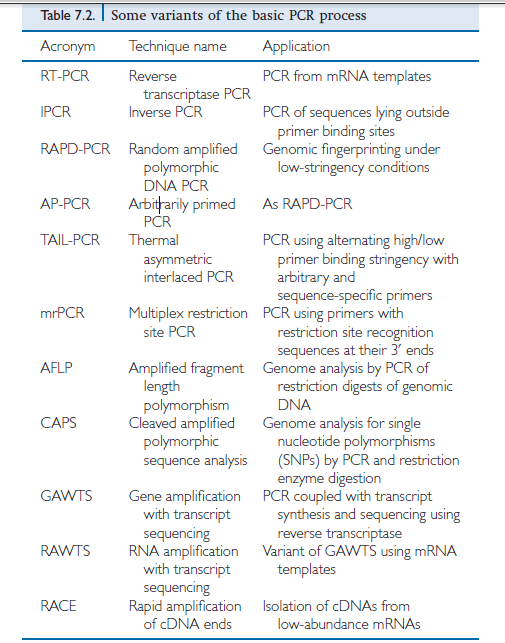 Table 7.2. Some variants of the basic PCR process
Acronym Technique name Application
RT-PCR Reverse PCR from mRNA templates
transcriptase PCR
IPCR Inverse PCR PCR of sequences lying outside
primer binding sites
RAPD-PCR Random amplified Genomic fingerprinting under
polymorphic low-stringency conditions
DNA PCR
AP-PCR Arbitrarily primed As RAPD-PCR
PCR
TAIL-PCR Thermal PCR using alternating high/low
asymmetric primer binding stringency with
interlaced PCR arbitrary and
sequence-specific primers
mrPCR Multiplex restriction PCR using primers with
site PCR restriction site recognition
sequences at their 3′ ends
AFLP Amplified fragment Genome analysis by PCR of
length restriction digests of genomic
polymorphism DNA
CAPS Cleaved amplified Genome analysis for single
polymorphic nucleotide polymorphisms
sequence analysis (SNPs) by PCR and restriction
enzyme digestion
GAWTS Gene amplification PCR coupled with transcript
with transcript synthesis and sequencing using
sequencing reverse transcriptase
RAWTS RNA amplification Variant of GAWTS using mRNA
with transcript templates
sequencing
RACE Rapid amplification Isolation of cDNAs from
of cDNA ends low-abundance mRNAs